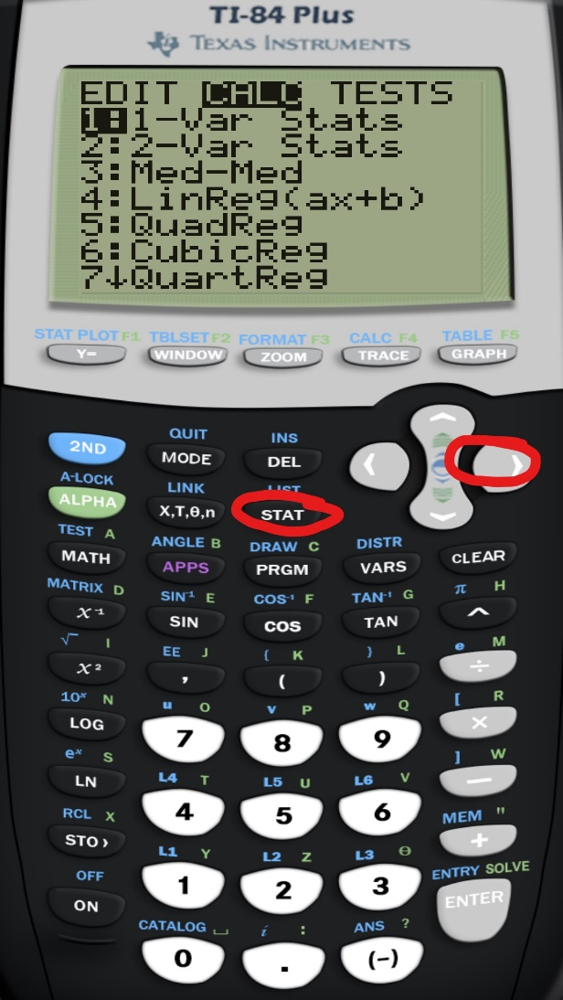 TI-84 Plus
TEXAS INSTRUMENTS
EDIT CALC TESTS
1:1-Var Stats
2:2-Var Stats
3:Med-Med
4:LinReg(ax+b)
5:QuadReg
6:CubicReg
7↓QuartReg
STAT PLOT F1 TBLSET F2 FORMAT F3 CALC F4 TABLE F5
Y= WINDOW ZOOM TRACE GRAPH
QUIT INS
2ND MODE DEL
A-LOCK LINK LIST
ALPHA X,T,θ,n STAT
TEST A ANGLE B DRAW C DISTR
MATH APPS PRGM VARS CLEAR
MATRIX D SIN⁻¹ E COS⁻¹ F TAN⁻¹ G π H
X⁻¹ SIN COS TAN ^
√ I EE J { K } L e M
X² , ( ) ÷
10ˣ N u O v P w Q [ R
LOG 7 8 9 ×
eˣ S L4 T L5 U L6 V ] W
LN 4 5 6 −
RCL X L1 Y L2 Z L3 θ MEM "
STO › 1 2 3 +
OFF CATALOG ⎵ i : ANS ? ENTRY SOLVE
ON 0 . (−) ENTER